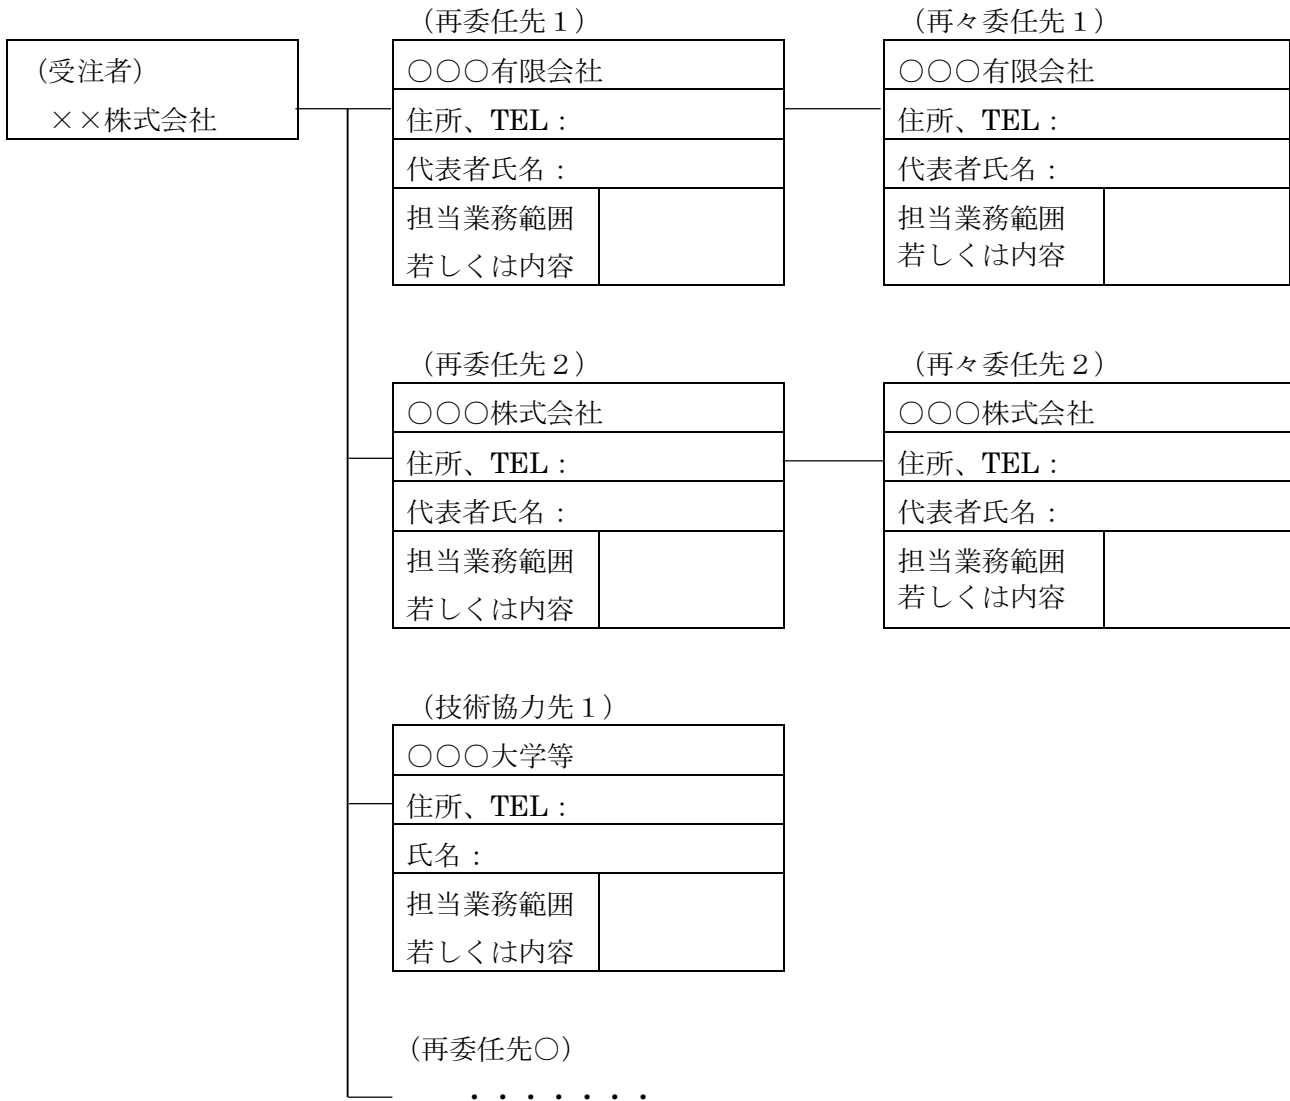 （受注者）
××株式会社
（再委任先１）
○○○有限会社
住所、TEL：
代表者氏名：
担当業務範囲
若しくは内容
（再々委任先１）
○○○有限会社
住所、TEL：
代表者氏名：
担当業務範囲
若しくは内容
（再委任先２）
○○○株式会社
住所、TEL：
代表者氏名：
担当業務範囲
若しくは内容
（再々委任先２）
○○○株式会社
住所、TEL：
代表者氏名：
担当業務範囲
若しくは内容
（技術協力先１）
○○○大学等
住所、TEL：
氏名：
担当業務範囲
若しくは内容
（再委任先○）
・・・・・・・